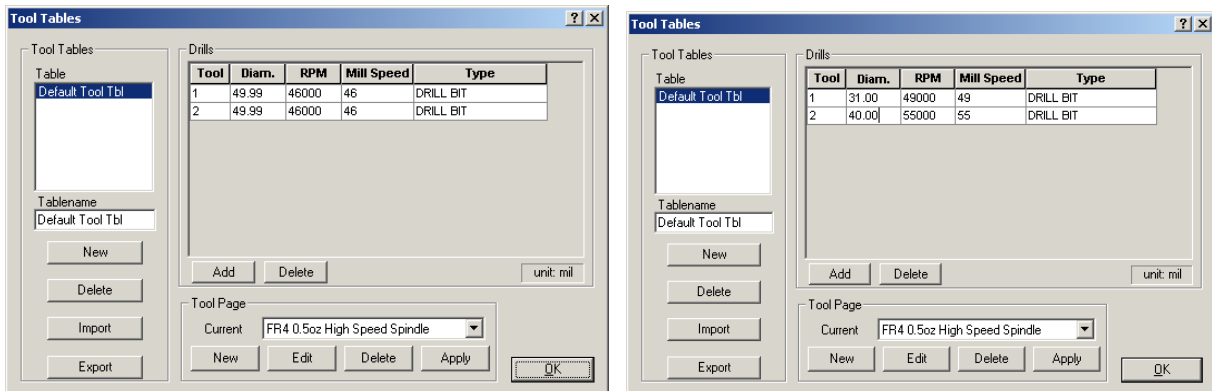 Tool Tables
Tool Tables
Table
Default Tool Tbl
Tablename
Default Tool Tbl
New
Delete
Import
Export
Drills
Tool Diam. RPM Mill Speed Type
1 49.99 46000 46 DRILL BIT
2 49.99 46000 46 DRILL BIT
Add Delete unit: mil
Tool Page
Current FR4 0.5oz High Speed Spindle
New Edit Delete Apply
OK
Tool Tables
Tool Tables
Table
Default Tool Tbl
Tablename
Default Tool Tbl
New
Delete
Import
Export
Drills
Tool Diam. RPM Mill Speed Type
1 31.00 49000 49 DRILL BIT
2 40.00 55000 55 DRILL BIT
Add Delete unit: mil
Tool Page
Current FR4 0.5oz High Speed Spindle
New Edit Delete Apply
OK